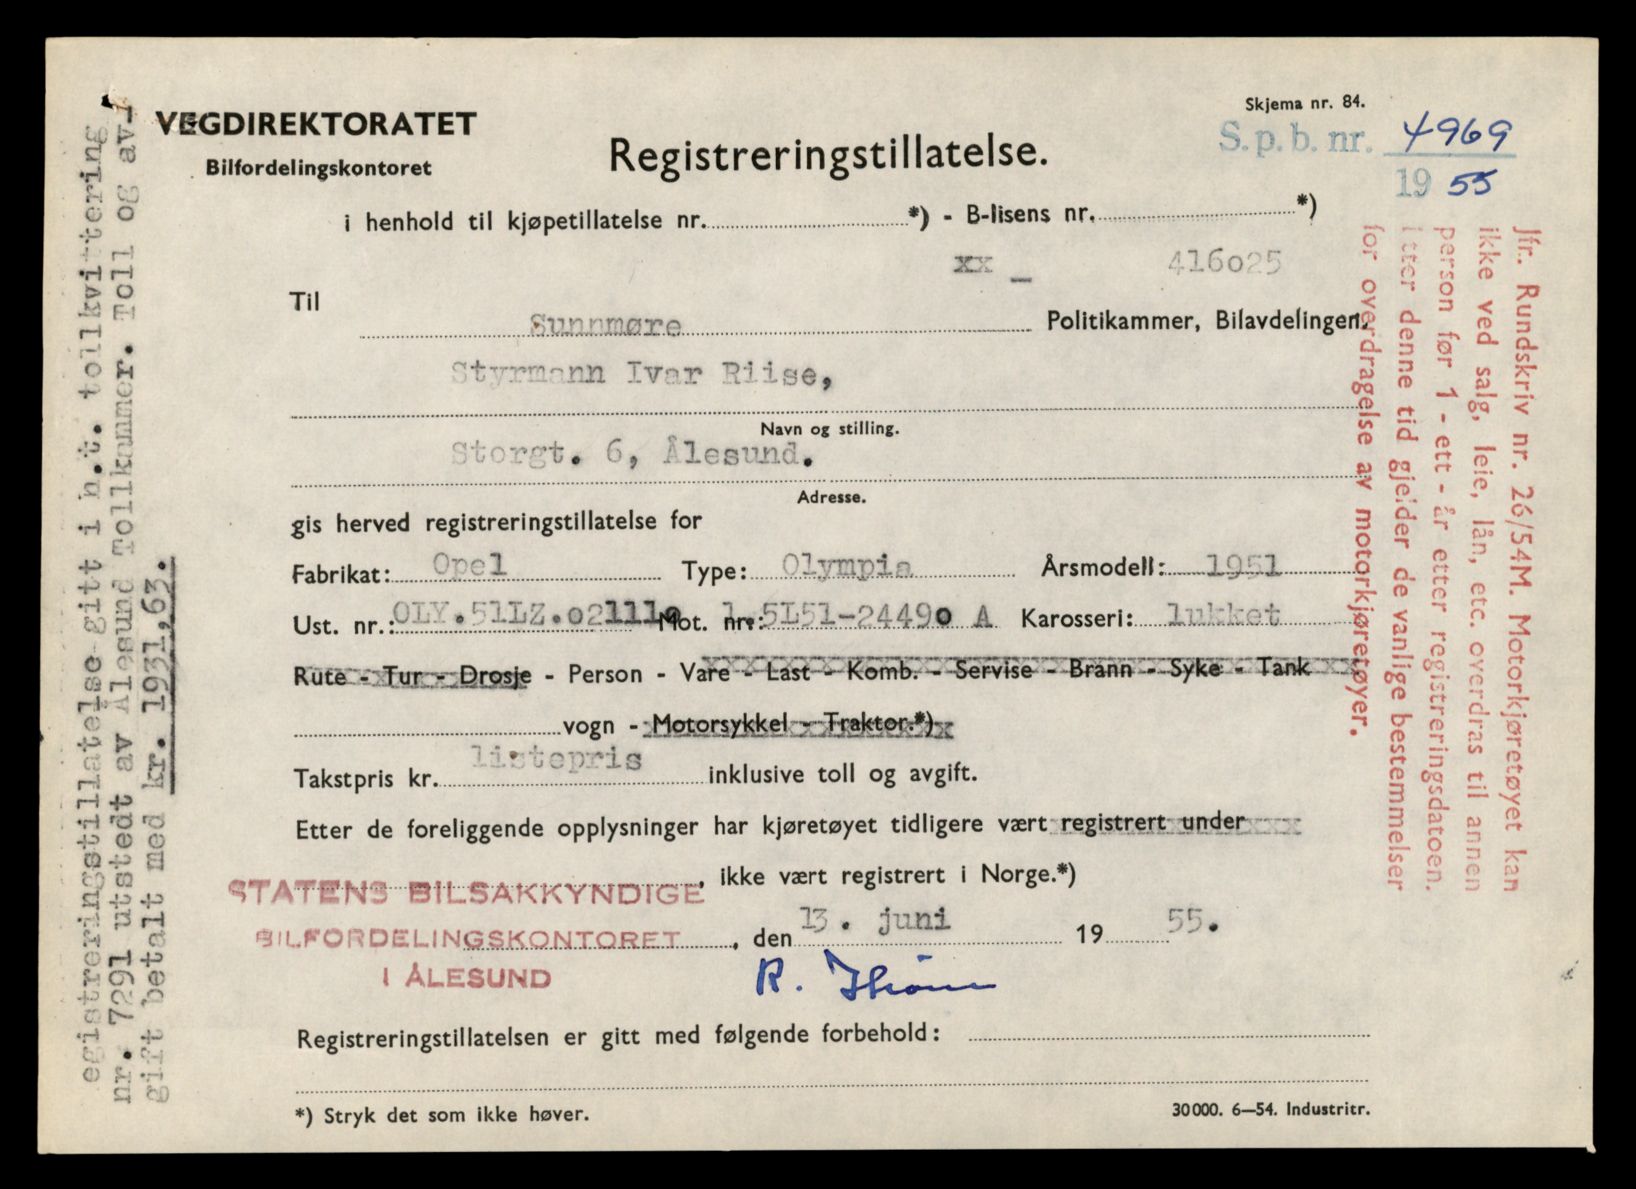 VEGDIREKTORATET
Bilfordelingskontoret
Skjema nr. 84.
S. p. b. nr. 4969
19 55
Registreringstillatelse.
i henhold til kjøpetillatelse nr. *) - B-lisens nr. *)
xx _ 416025
Til Sunnmøre Politikammer, Bilavdelingen.
Styrmann Ivar Riise,
Navn og stilling.
Storgt. 6, Ålesund.
Adresse.
gis herved registreringstillatelse for
Fabrikat: Opel Type: Olympia Årsmodell: 1951
Ust. nr.: OLY.51LZ.021110 Mot. nr.: 1.5L51-24490 A Karosseri: lukket
Rute - Tur - Drosje - Person - Vare - Last - Komb. - Servise - Brann - Syke - Tank
vogn - Motorsykkel - Traktor.*)
Takstpris kr. listepris inklusive toll og avgift.
Etter de foreliggende opplysninger har kjøretøyet tidligere vært registrert under
, ikke vært registrert i Norge.*)
STATENS BILSAKKYNDIGE
BILFORDELINGSKONTORET , den 13. juni 19 55.
I ÅLESUND
Registreringstillatelsen er gitt med følgende forbehold:
*) Stryk det som ikke høver.
30000. 6—54. Industritr.
egistreringstillatelse gitt i h.t. tollkvittering
nr. 7291 utstedt av Ålesund Tollkammer. Toll og av-
gift betalt med kr. 1931,63.
Jfr. Rundskriv nr. 26/54M. Motorkjøretøyet kan
ikke ved salg, leie, lån, etc. overdras til annen
person før 1 - ett - år etter registreringsdatoen.
Etter denne tid gjelder de vanlige bestemmelser
for overdragelse av motorkjøretøyer.